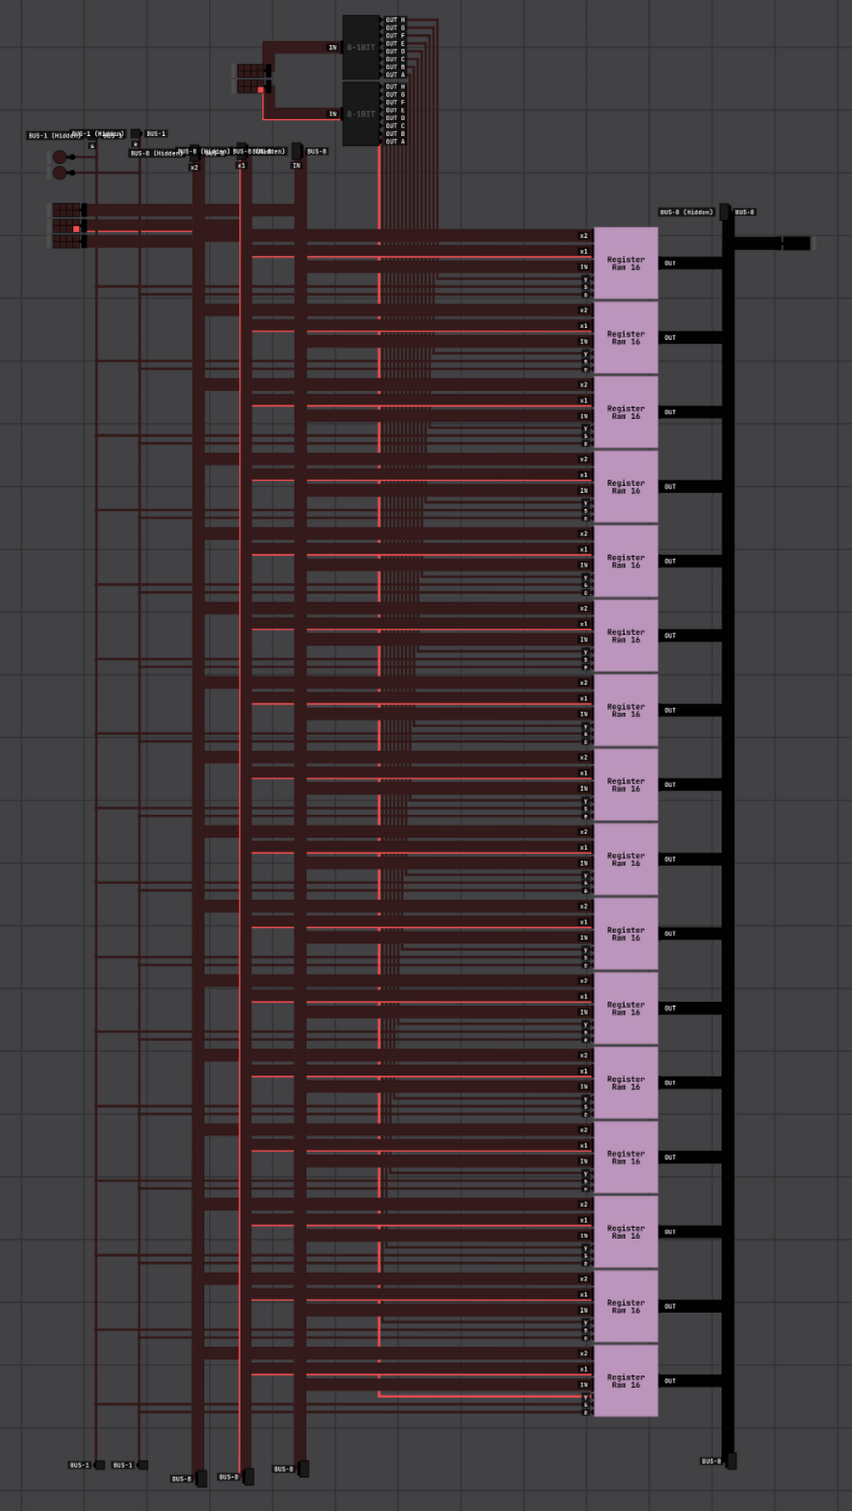 OUT H
OUT G
OUT F
OUT E
OUT D
OUT C
OUT B
OUT A
IN 8-1BIT
OUT H
OUT G
OUT F
OUT E
OUT D
OUT C
OUT B
OUT A
IN 8-1BIT
BUS-1 (Hidden) BUS-1 (Hidden) BUS-1
BUS-8 (Hidden) BUS-8 (Hidden) BUS-8 BUS-8
x2 x1 IN
BUS-8 (Hidden) BUS-8
x2
x1
IN
Register
Ram 16
OUT
x2
x1
IN
Register
Ram 16
OUT
x2
x1
IN
Register
Ram 16
OUT
x2
x1
IN
Register
Ram 16
OUT
x2
x1
IN
Register
Ram 16
OUT
x2
x1
IN
Register
Ram 16
OUT
x2
x1
IN
Register
Ram 16
OUT
x2
x1
IN
Register
Ram 16
OUT
x2
x1
IN
Register
Ram 16
OUT
x2
x1
IN
Register
Ram 16
OUT
x2
x1
IN
Register
Ram 16
OUT
x2
x1
IN
Register
Ram 16
OUT
x2
x1
IN
Register
Ram 16
OUT
x2
x1
IN
Register
Ram 16
OUT
x2
x1
IN
Register
Ram 16
OUT
x2
x1
IN
Register
Ram 16
OUT
BUS-1 BUS-1 BUS-8 BUS-8 BUS-8 BUS-8